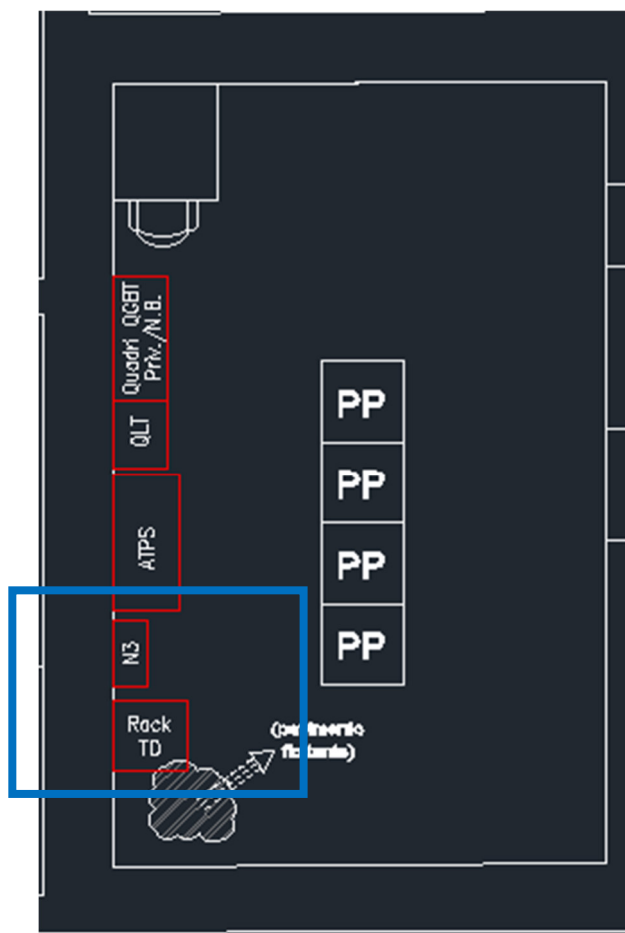 Quadri QGBT
Priv./N.B.
QLT
ATPS
N3
Rack
TD
PP
PP
PP
PP